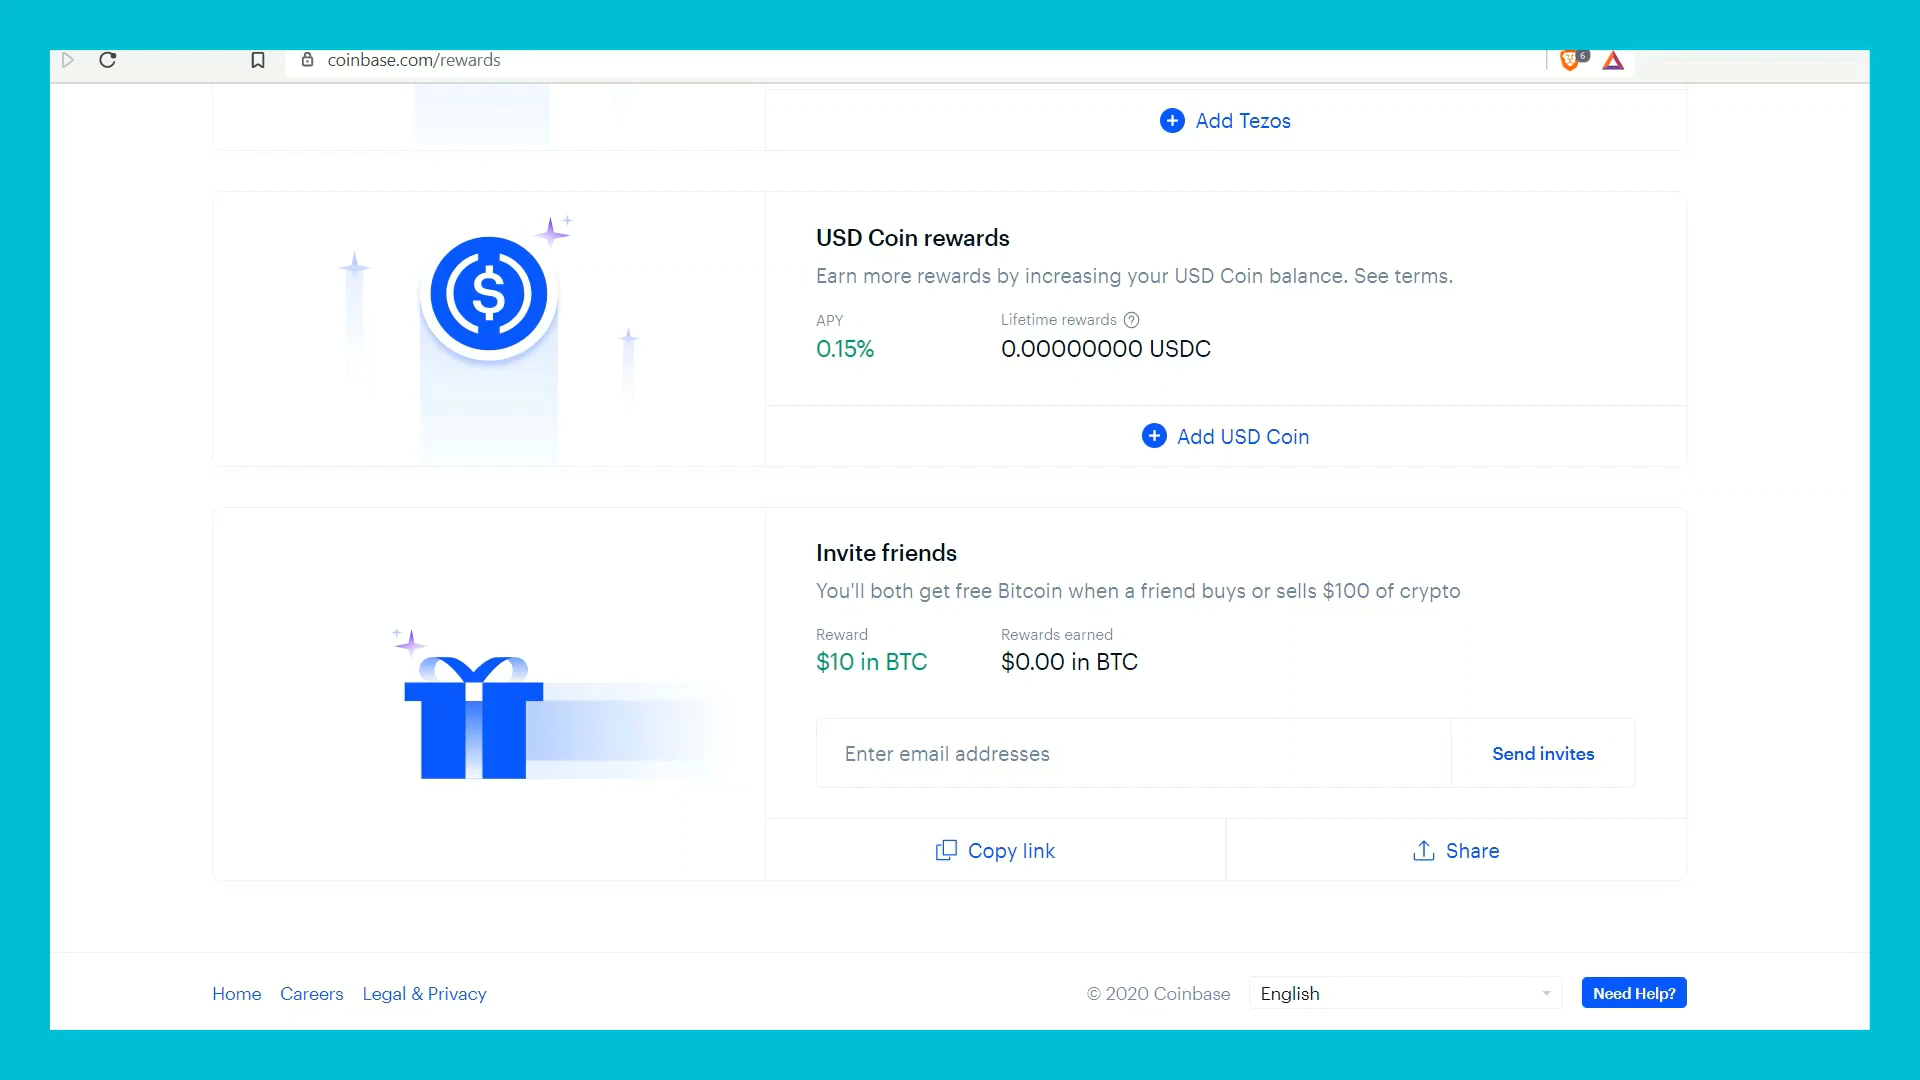 coinbase.com/rewards
6
Add Tezos
USD Coin rewards
Earn more rewards by increasing your USD Coin balance. See terms.
APY
Lifetime rewards ?
0.15%
0.00000000 USDC
Add USD Coin
Invite friends
You'll both get free Bitcoin when a friend buys or sells $100 of crypto
Reward
Rewards earned
$10 in BTC
$0.00 in BTC
Enter email addresses
Send invites
Copy link
Share
Home Careers Legal & Privacy
© 2020 Coinbase
English
Need Help?